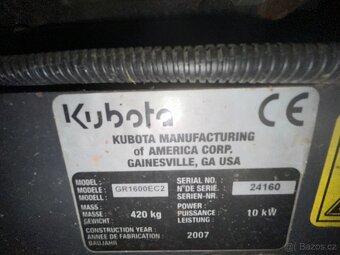 Kubota CE
KUBOTA MANUFACTURING
of AMERICA CORP.
GAINESVILLE, GA USA
MODEL : SERIAL NO. :
MODÈLE : GR1600EC2 N°DE SERIE. : 24160
MODELL : SERIEN-NR. :
MASS : POWER :
MASSE : 420 kg PUISSANCE : 10 kW
GEWICHT : LEISTUNG :
CONSTRUCTION YEAR :
ANNEE DE FABRICATION : 2007
BAUJAHR :
Bazoš.cz